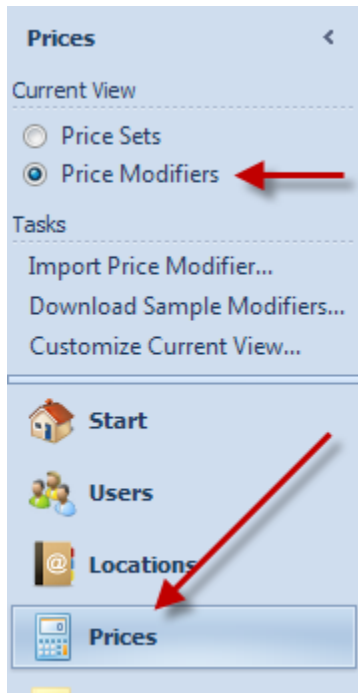 Prices
Current View
Price Sets
Price Modifiers
Tasks
Import Price Modifier...
Download Sample Modifiers...
Customize Current View...
Start
Users
@
Locations
Prices